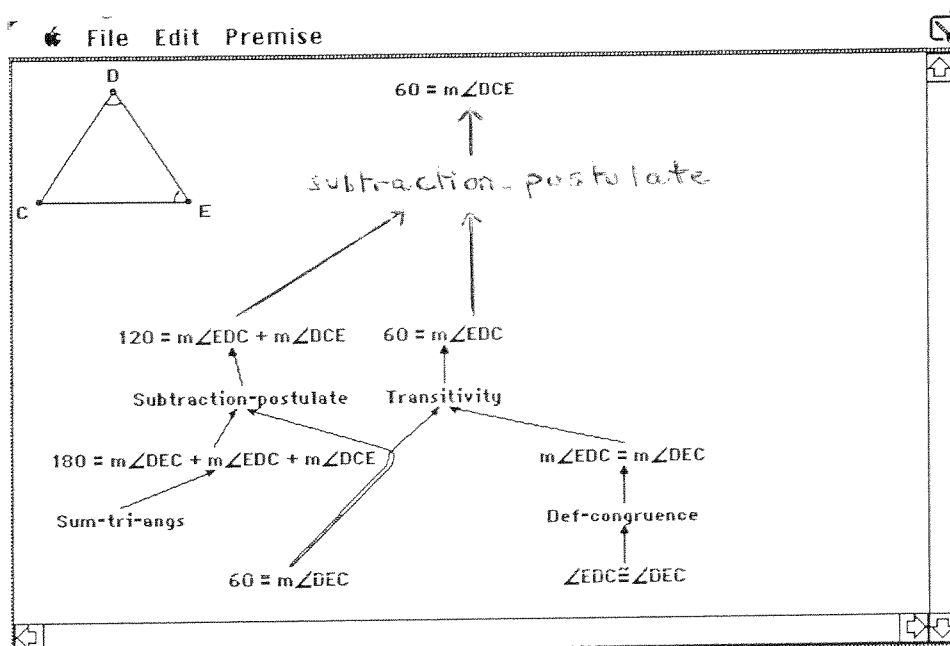 File Edit Premise
D
60 = m∠DCE
subtraction-postulate
C
E
120 = m∠EDC + m∠DCE
60 = m∠EDC
Subtraction-postulate
Transitivity
180 = m∠DEC + m∠EDC + m∠DCE
m∠EDC = m∠DEC
Sum-tri-angs
Def-congruence
60 = m∠DEC
∠EDC≅∠DEC